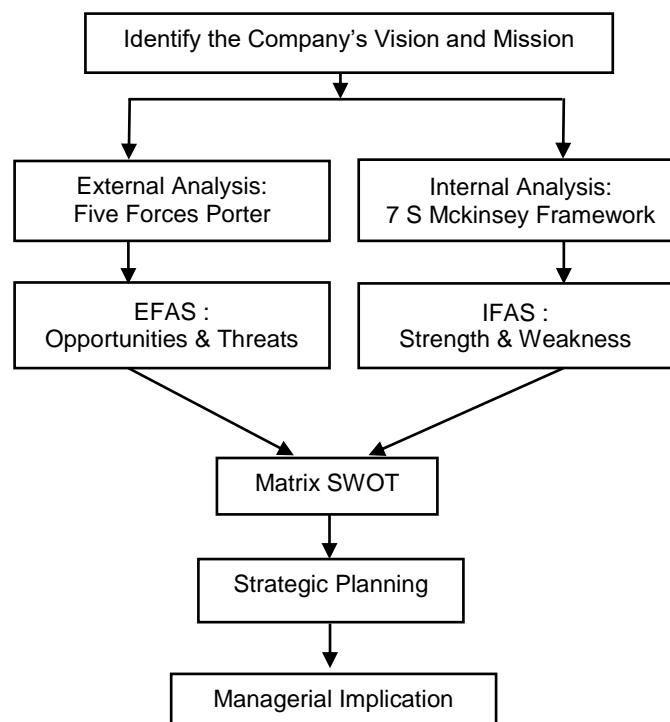 Identify the Company’s Vision and Mission
External Analysis:
Five Forces Porter
Internal Analysis:
7 S Mckinsey Framework
EFAS :
Opportunities & Threats
IFAS :
Strength & Weakness
Matrix SWOT
Strategic Planning
Managerial Implication